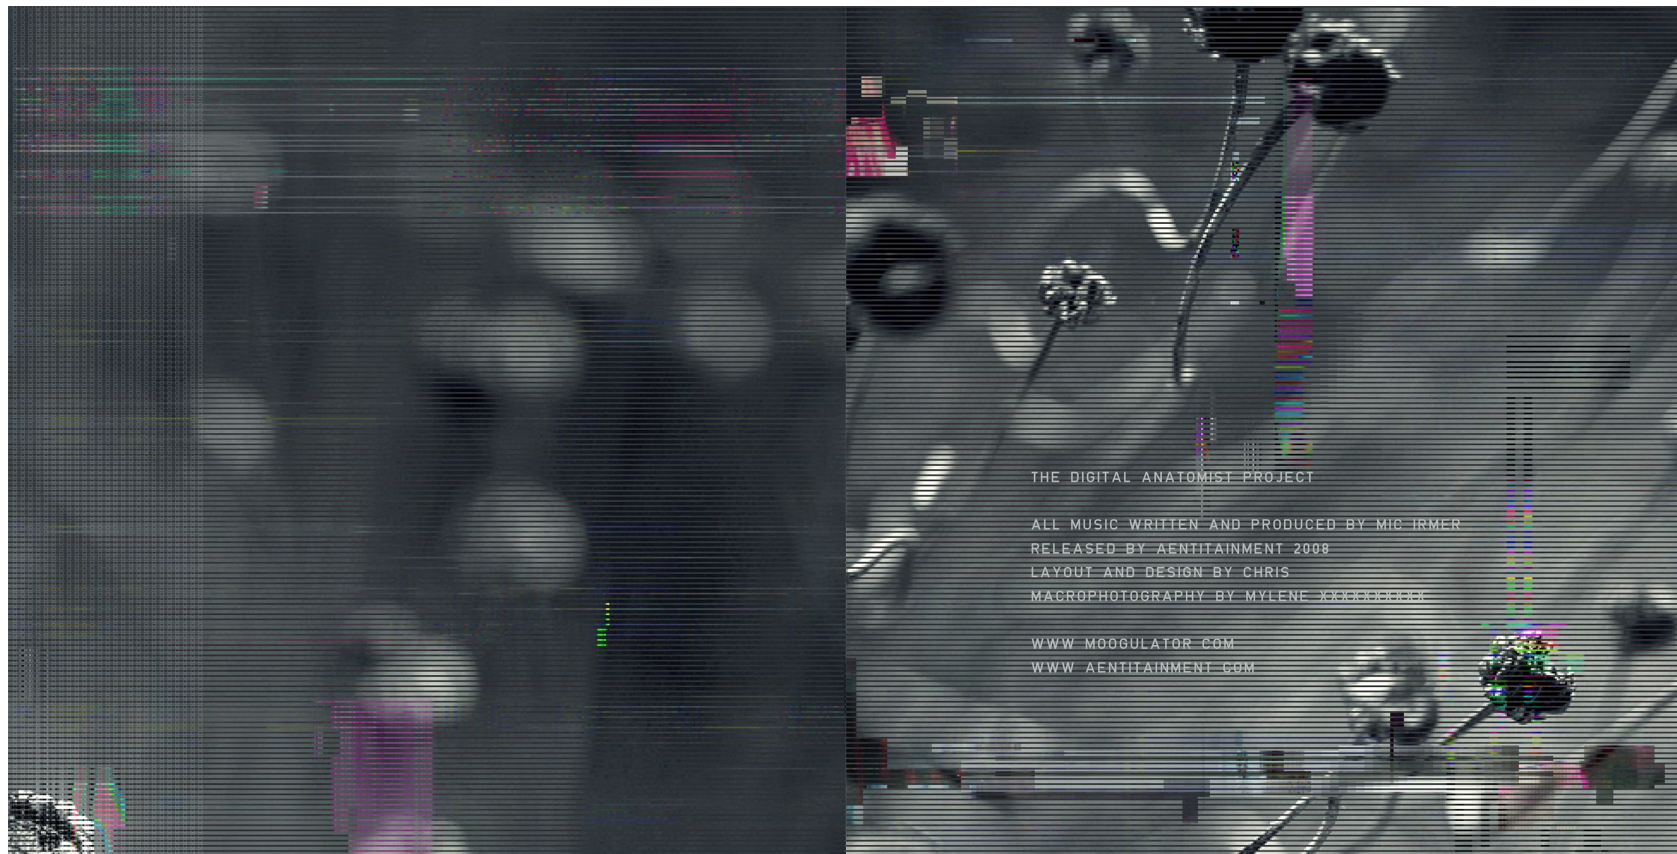 THE DIGITAL ANATOMIST PROJECT
ALL MUSIC WRITTEN AND PRODUCED BY MIC IRMER
RELEASED BY AENTITAINMENT 2008
LAYOUT AND DESIGN BY CHRIS
MACROPHOTOGRAPHY BY MYLENE XXXXXXXXXX
WWW MOOGULATOR COM
WWW AENTITAINMENT COM